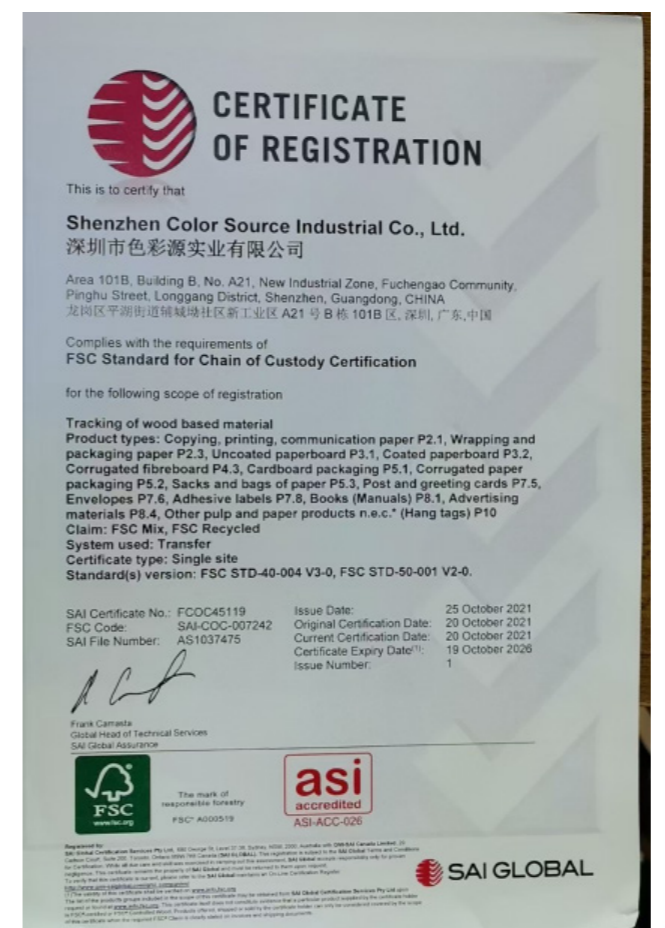 CERTIFICATE
OF REGISTRATION
This is to certify that
Shenzhen Color Source Industrial Co., Ltd.
深圳市色彩源实业有限公司
Area 101B, Building B, No. A21, New Industrial Zone, Fuchengao Community,
Pinghu Street, Longgang District, Shenzhen, Guangdong, CHINA
龙岗区平湖街道辅城坳社区新工业区 A21 号 B 栋 101B 区, 深圳, 广东,中国
Complies with the requirements of
FSC Standard for Chain of Custody Certification
for the following scope of registration
Tracking of wood based material
Product types: Copying, printing, communication paper P2.1, Wrapping and
packaging paper P2.3, Uncoated paperboard P3.1, Coated paperboard P3.2,
Corrugated fibreboard P4.3, Cardboard packaging P5.1, Corrugated paper
packaging P5.2, Sacks and bags of paper P5.3, Post and greeting cards P7.5,
Envelopes P7.6, Adhesive labels P7.8, Books (Manuals) P8.1, Advertising
materials P8.4, Other pulp and paper products n.e.c.* (Hang tags) P10
Claim: FSC Mix, FSC Recycled
System used: Transfer
Certificate type: Single site
Standard(s) version: FSC STD-40-004 V3-0, FSC STD-50-001 V2-0.
SAI Certificate No.: FCOC45119
FSC Code: SAI-COC-007242
SAI File Number: AS1037475
Issue Date: 25 October 2021
Original Certification Date: 20 October 2021
Current Certification Date: 20 October 2021
Certificate Expiry Date(1): 19 October 2026
Issue Number: 1
Frank Camasta
Global Head of Technical Services
SAI Global Assurance
FSC
www.fsc.org
The mark of
responsible forestry
FSC® A000519
asi
accredited
ASI-ACC-026
Registered by:
SAI GLOBAL